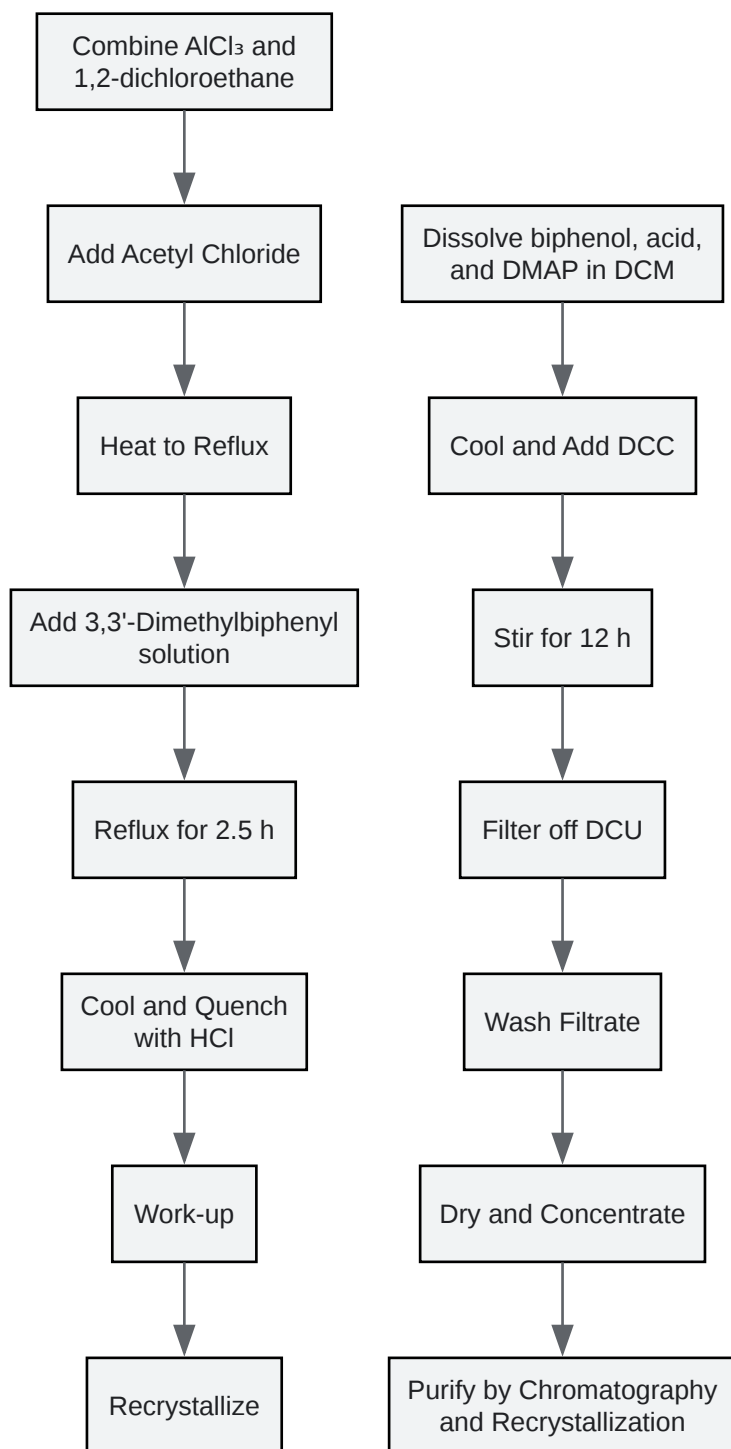 Combine AlCl₃ and
1,2-dichloroethane
Add Acetyl Chloride
Heat to Reflux
Add 3,3'-Dimethylbiphenyl
solution
Reflux for 2.5 h
Cool and Quench
with HCl
Work-up
Recrystallize
Dissolve biphenol, acid,
and DMAP in DCM
Cool and Add DCC
Stir for 12 h
Filter off DCU
Wash Filtrate
Dry and Concentrate
Purify by Chromatography
and Recrystallization